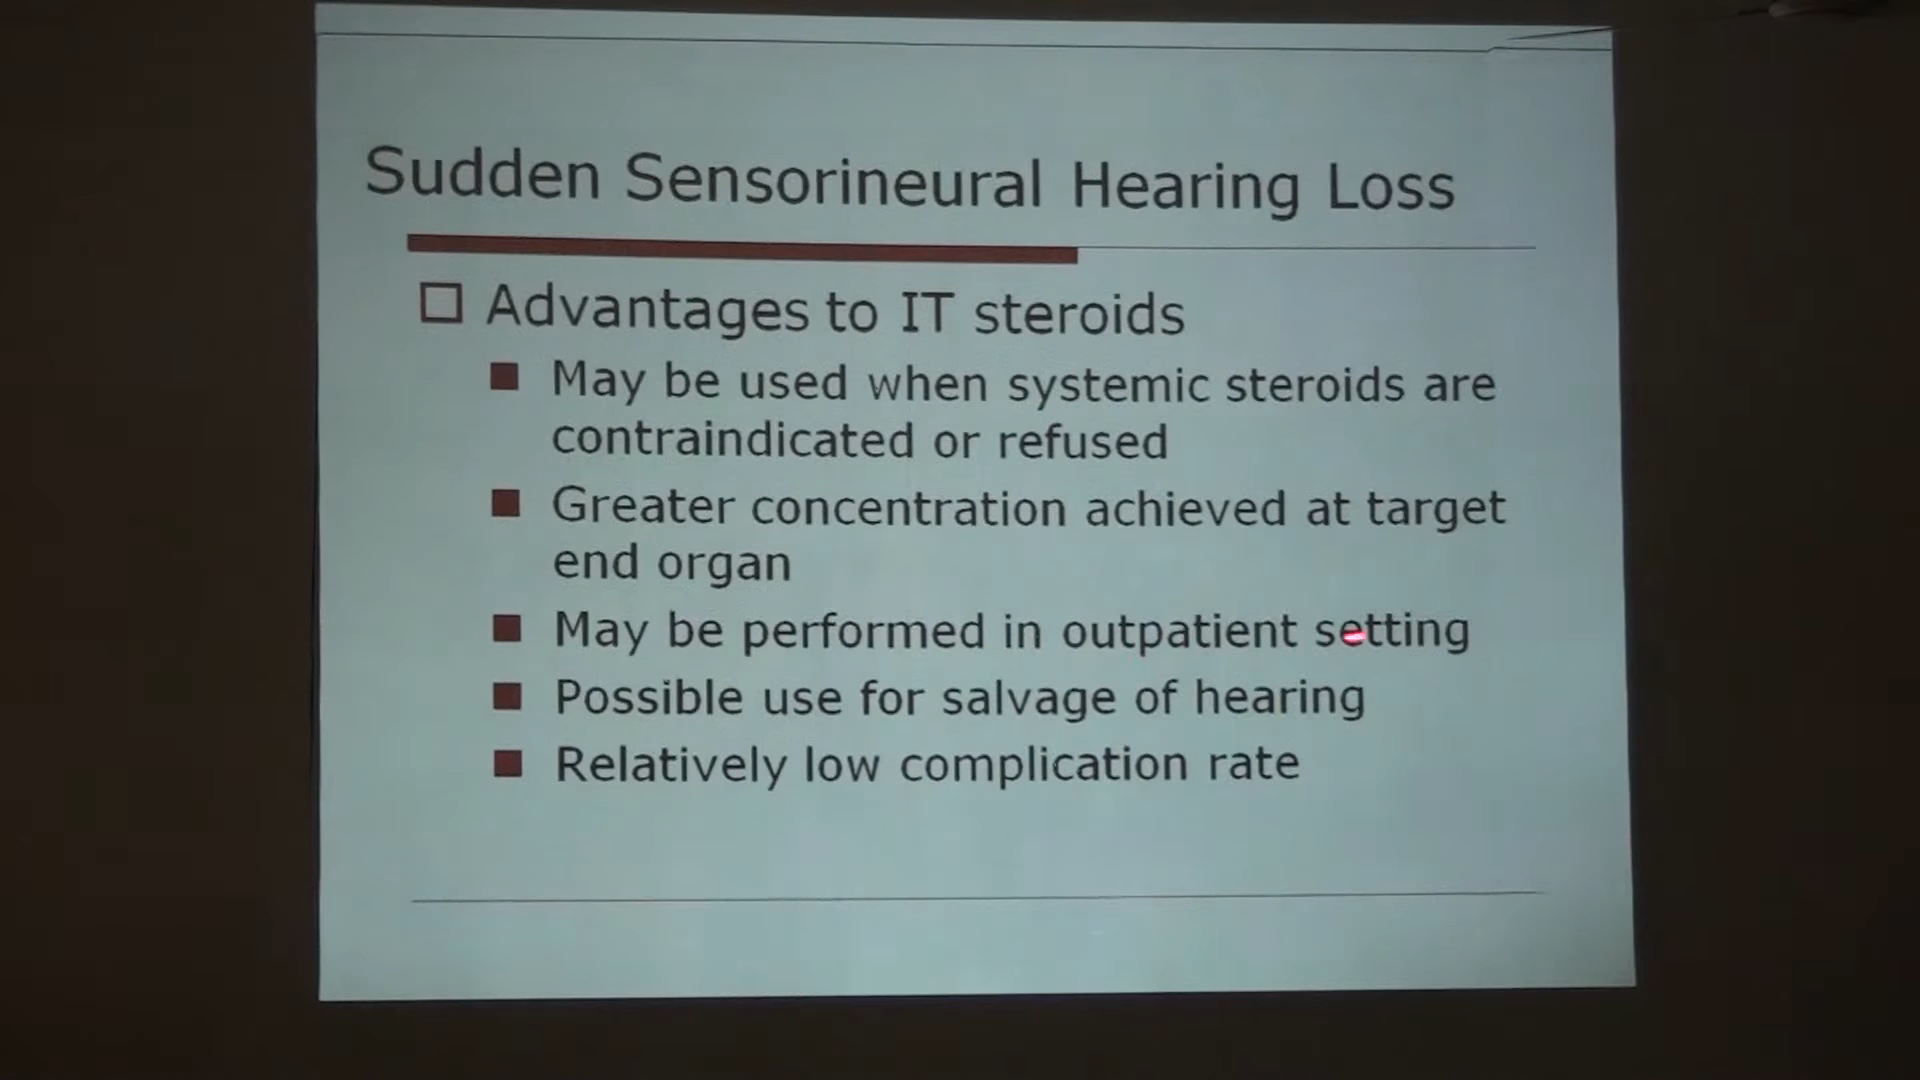 Sudden Sensorineural Hearing Loss
Advantages to IT steroids
May be used when systemic steroids are
contraindicated or refused
Greater concentration achieved at target
end organ
May be performed in outpatient setting
Possible use for salvage of hearing
Relatively low complication rate